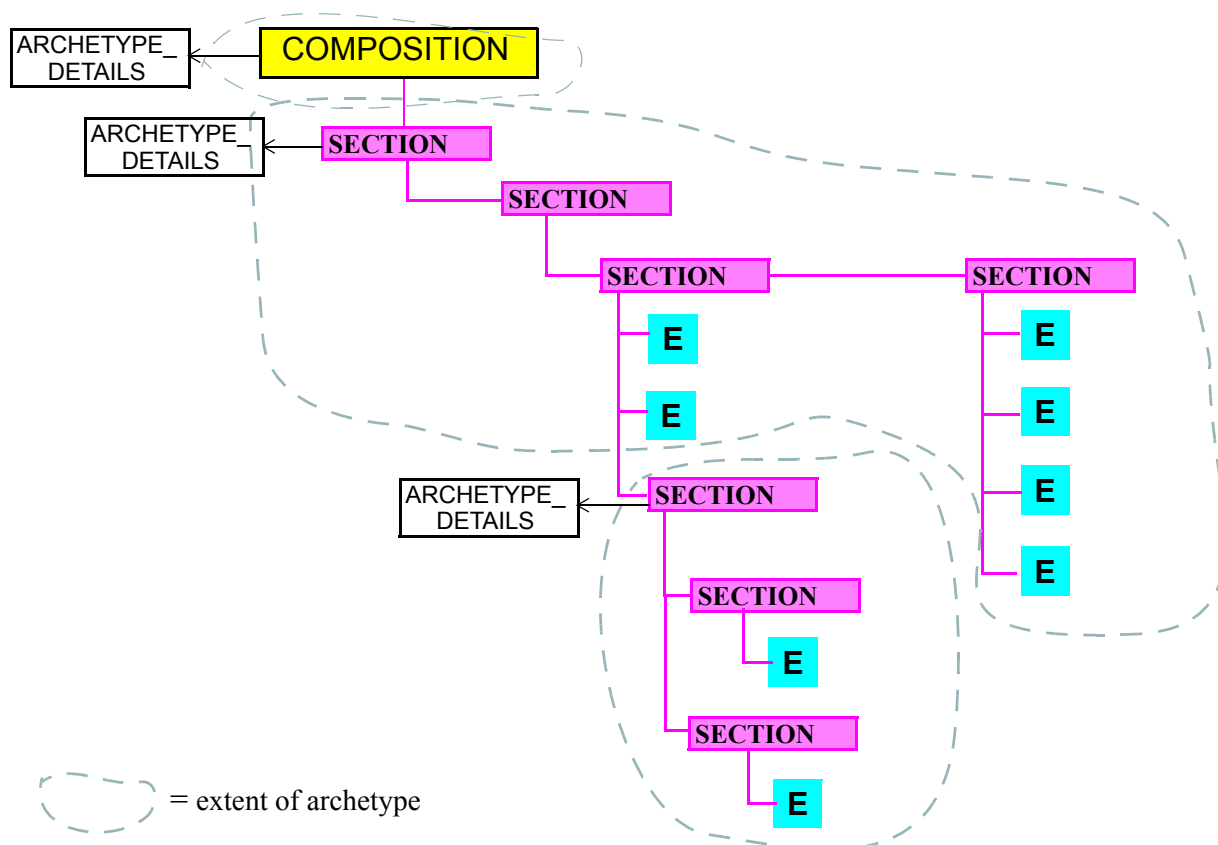 ARCHETYPE_
DETAILS
COMPOSITION
ARCHETYPE_
DETAILS
SECTION
SECTION
SECTION
SECTION
E
E
E
E
E
E
ARCHETYPE_
DETAILS
SECTION
SECTION
E
SECTION
E
= extent of archetype